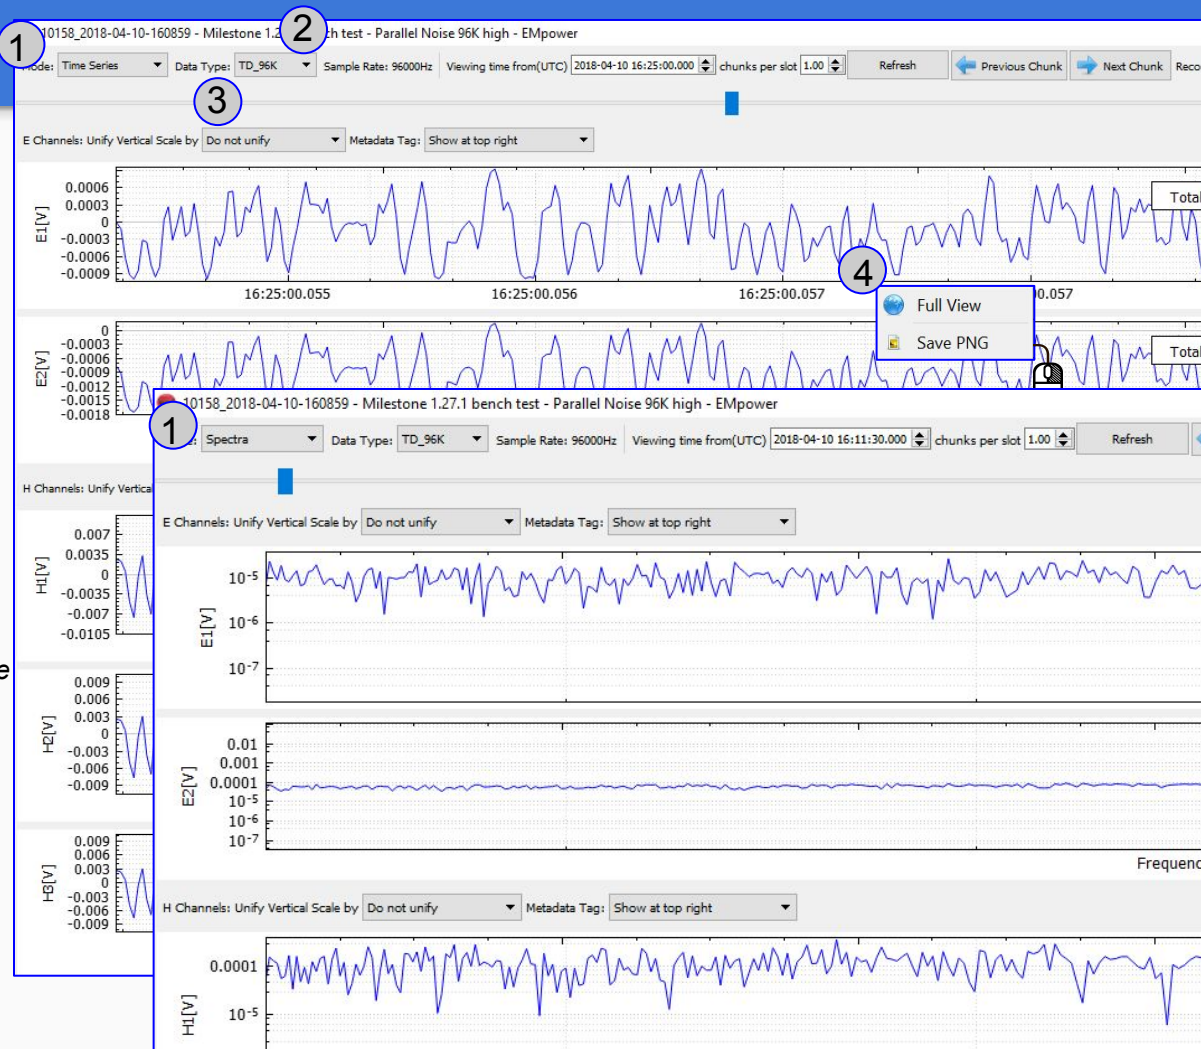 10158_2018-04-10-160859 - Milestone 1.2 ch test - Parallel Noise 96K high - EMpower
1
2
ode: Time Series Data Type: TD_96K Sample Rate: 96000Hz Viewing time from(UTC) 2018-04-10 16:25:00.000 chunks per slot 1.00 Refresh Previous Chunk Next Chunk Reco
3
E Channels: Unify Vertical Scale by Do not unify Metadata Tag: Show at top right
E1[V]
0.0006
0.0003
0
-0.0003
-0.0006
-0.0009
Total
16:25:00.055 16:25:00.056 16:25:00.057 0.057
4
Full View
Save PNG
E2[V]
0
-0.0003
-0.0006
-0.0009
-0.0012
-0.0015
-0.0018
Total
H Channels: Unify Vertical
H1[V]
0.007
0.0035
0
-0.0035
-0.007
-0.0105
e
H2[V]
0.009
0.006
0.003
0
-0.003
-0.006
-0.009
H3[V]
0.009
0.006
0.003
0
-0.003
-0.006
-0.009
10158_2018-04-10-160859 - Milestone 1.27.1 bench test - Parallel Noise 96K high - EMpower
1
: Spectra Data Type: TD_96K Sample Rate: 96000Hz Viewing time from(UTC) 2018-04-10 16:11:30.000 chunks per slot 1.00 Refresh
E Channels: Unify Vertical Scale by Do not unify Metadata Tag: Show at top right
E1[V]
10-5
10-6
10-7
E2[V]
0.01
0.001
0.0001
10-5
10-6
10-7
Frequenc
H Channels: Unify Vertical Scale by Do not unify Metadata Tag: Show at top right
H1[V]
0.0001
10-5